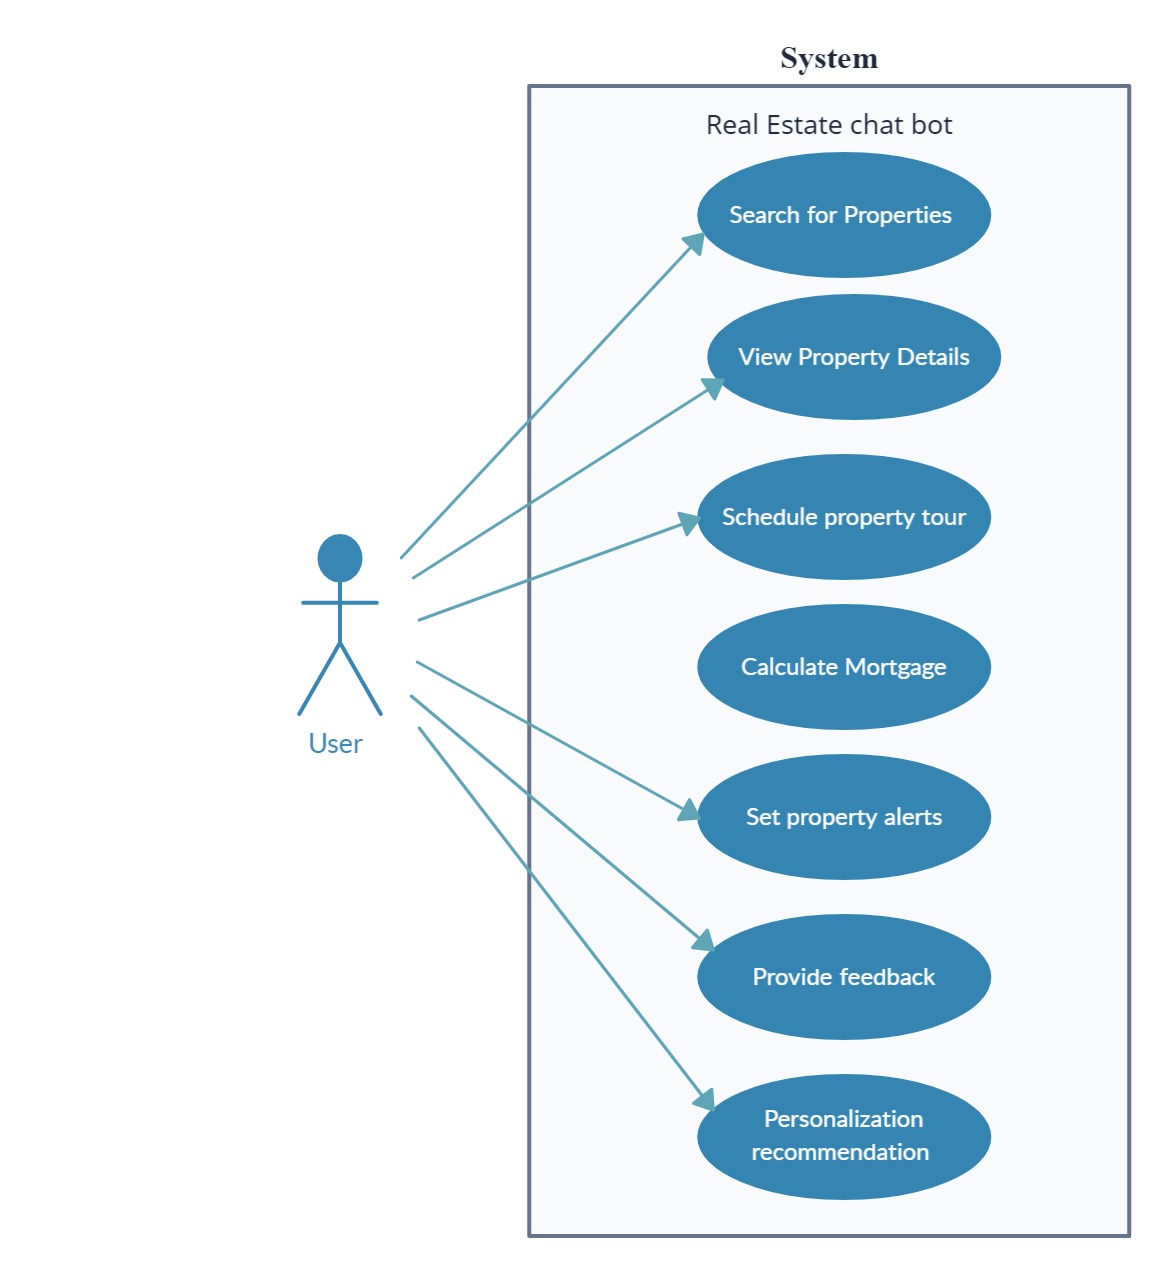 System
Real Estate chat bot
Search for Properties
View Property Details
Schedule property tour
Calculate Mortgage
User
Set property alerts
Provide feedback
Personalization
recommendation